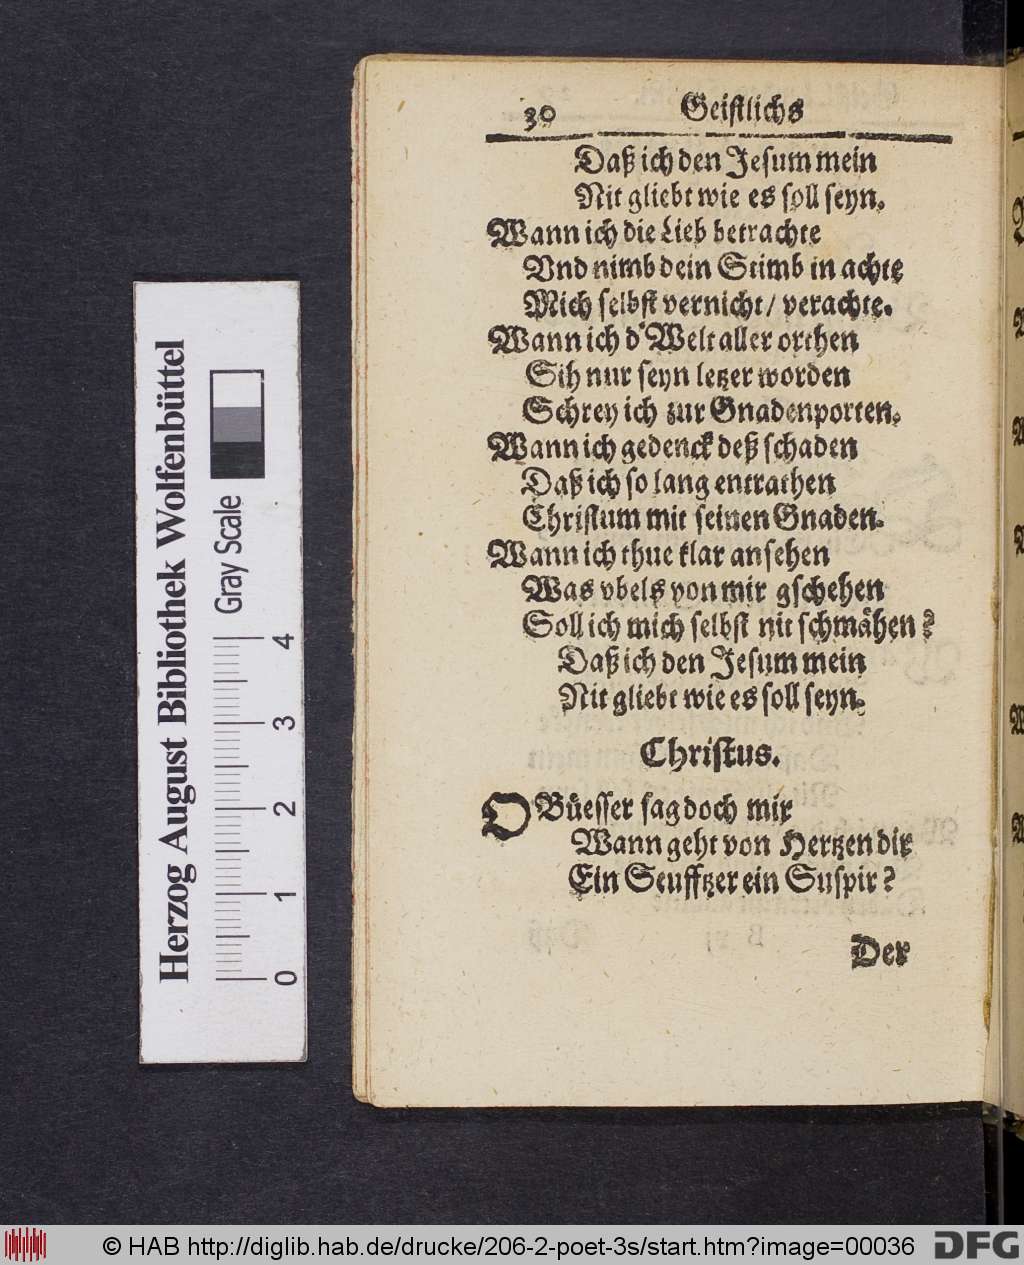 30 Geistlichs
Daß ich den Jesum mein
Nit gliebt wie es soll seyn.
Wann ich die Lieb betrachte
Vnd nimb dein Stimb in achte
Mich selbst vernicht/ verachte.
Wann ich d'Welt aller orthen
Sih nur seyn letzer worden
Schrey ich zur Gnadenporten.
Wann ich gedenck deß schaden
Daß ich so lang entrathen
Christum mit seinen Gnaden.
Wann ich thue klar ansehen
Was vbels von mir gschehen
Soll ich mich selbst nit schmähen?
Daß ich den Jesum mein
Nit gliebt wie es soll seyn.
Christus.
O Büesser sag doch mir
Wann geht von Hertzen dir
Ein Seufftzer ein Suspir?
Der
Herzog August Bibliothek Wolfenbüttel
Gray Scale
0 1 2 3 4
© HAB http://diglib.hab.de/drucke/206-2-poet-3s/start.htm?image=00036
DFG